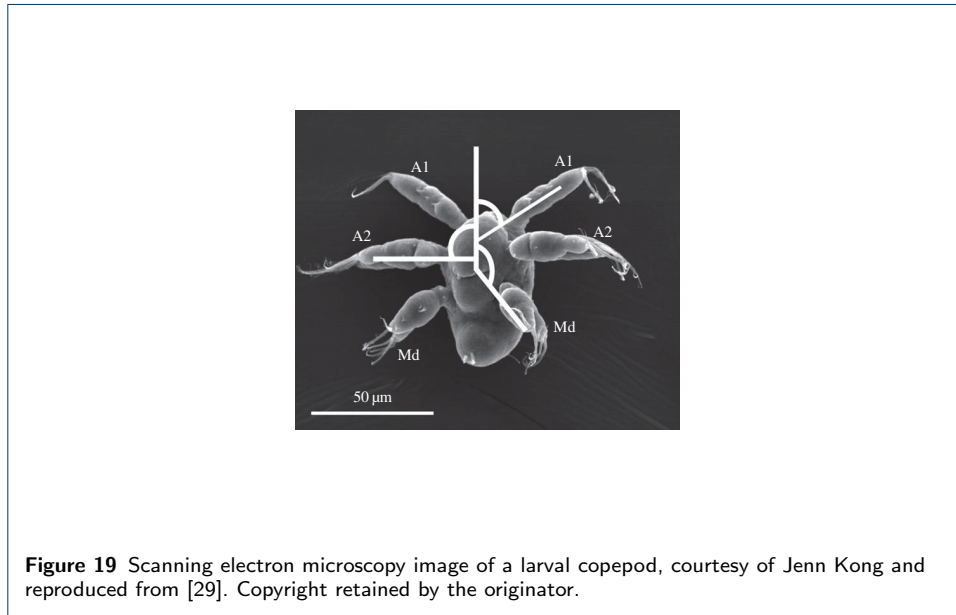 A1
A1
A2
A2
Md
Md
50 µm
Figure 19 Scanning electron microscopy image of a larval copepod, courtesy of Jenn Kong and
reproduced from [29]. Copyright retained by the originator.